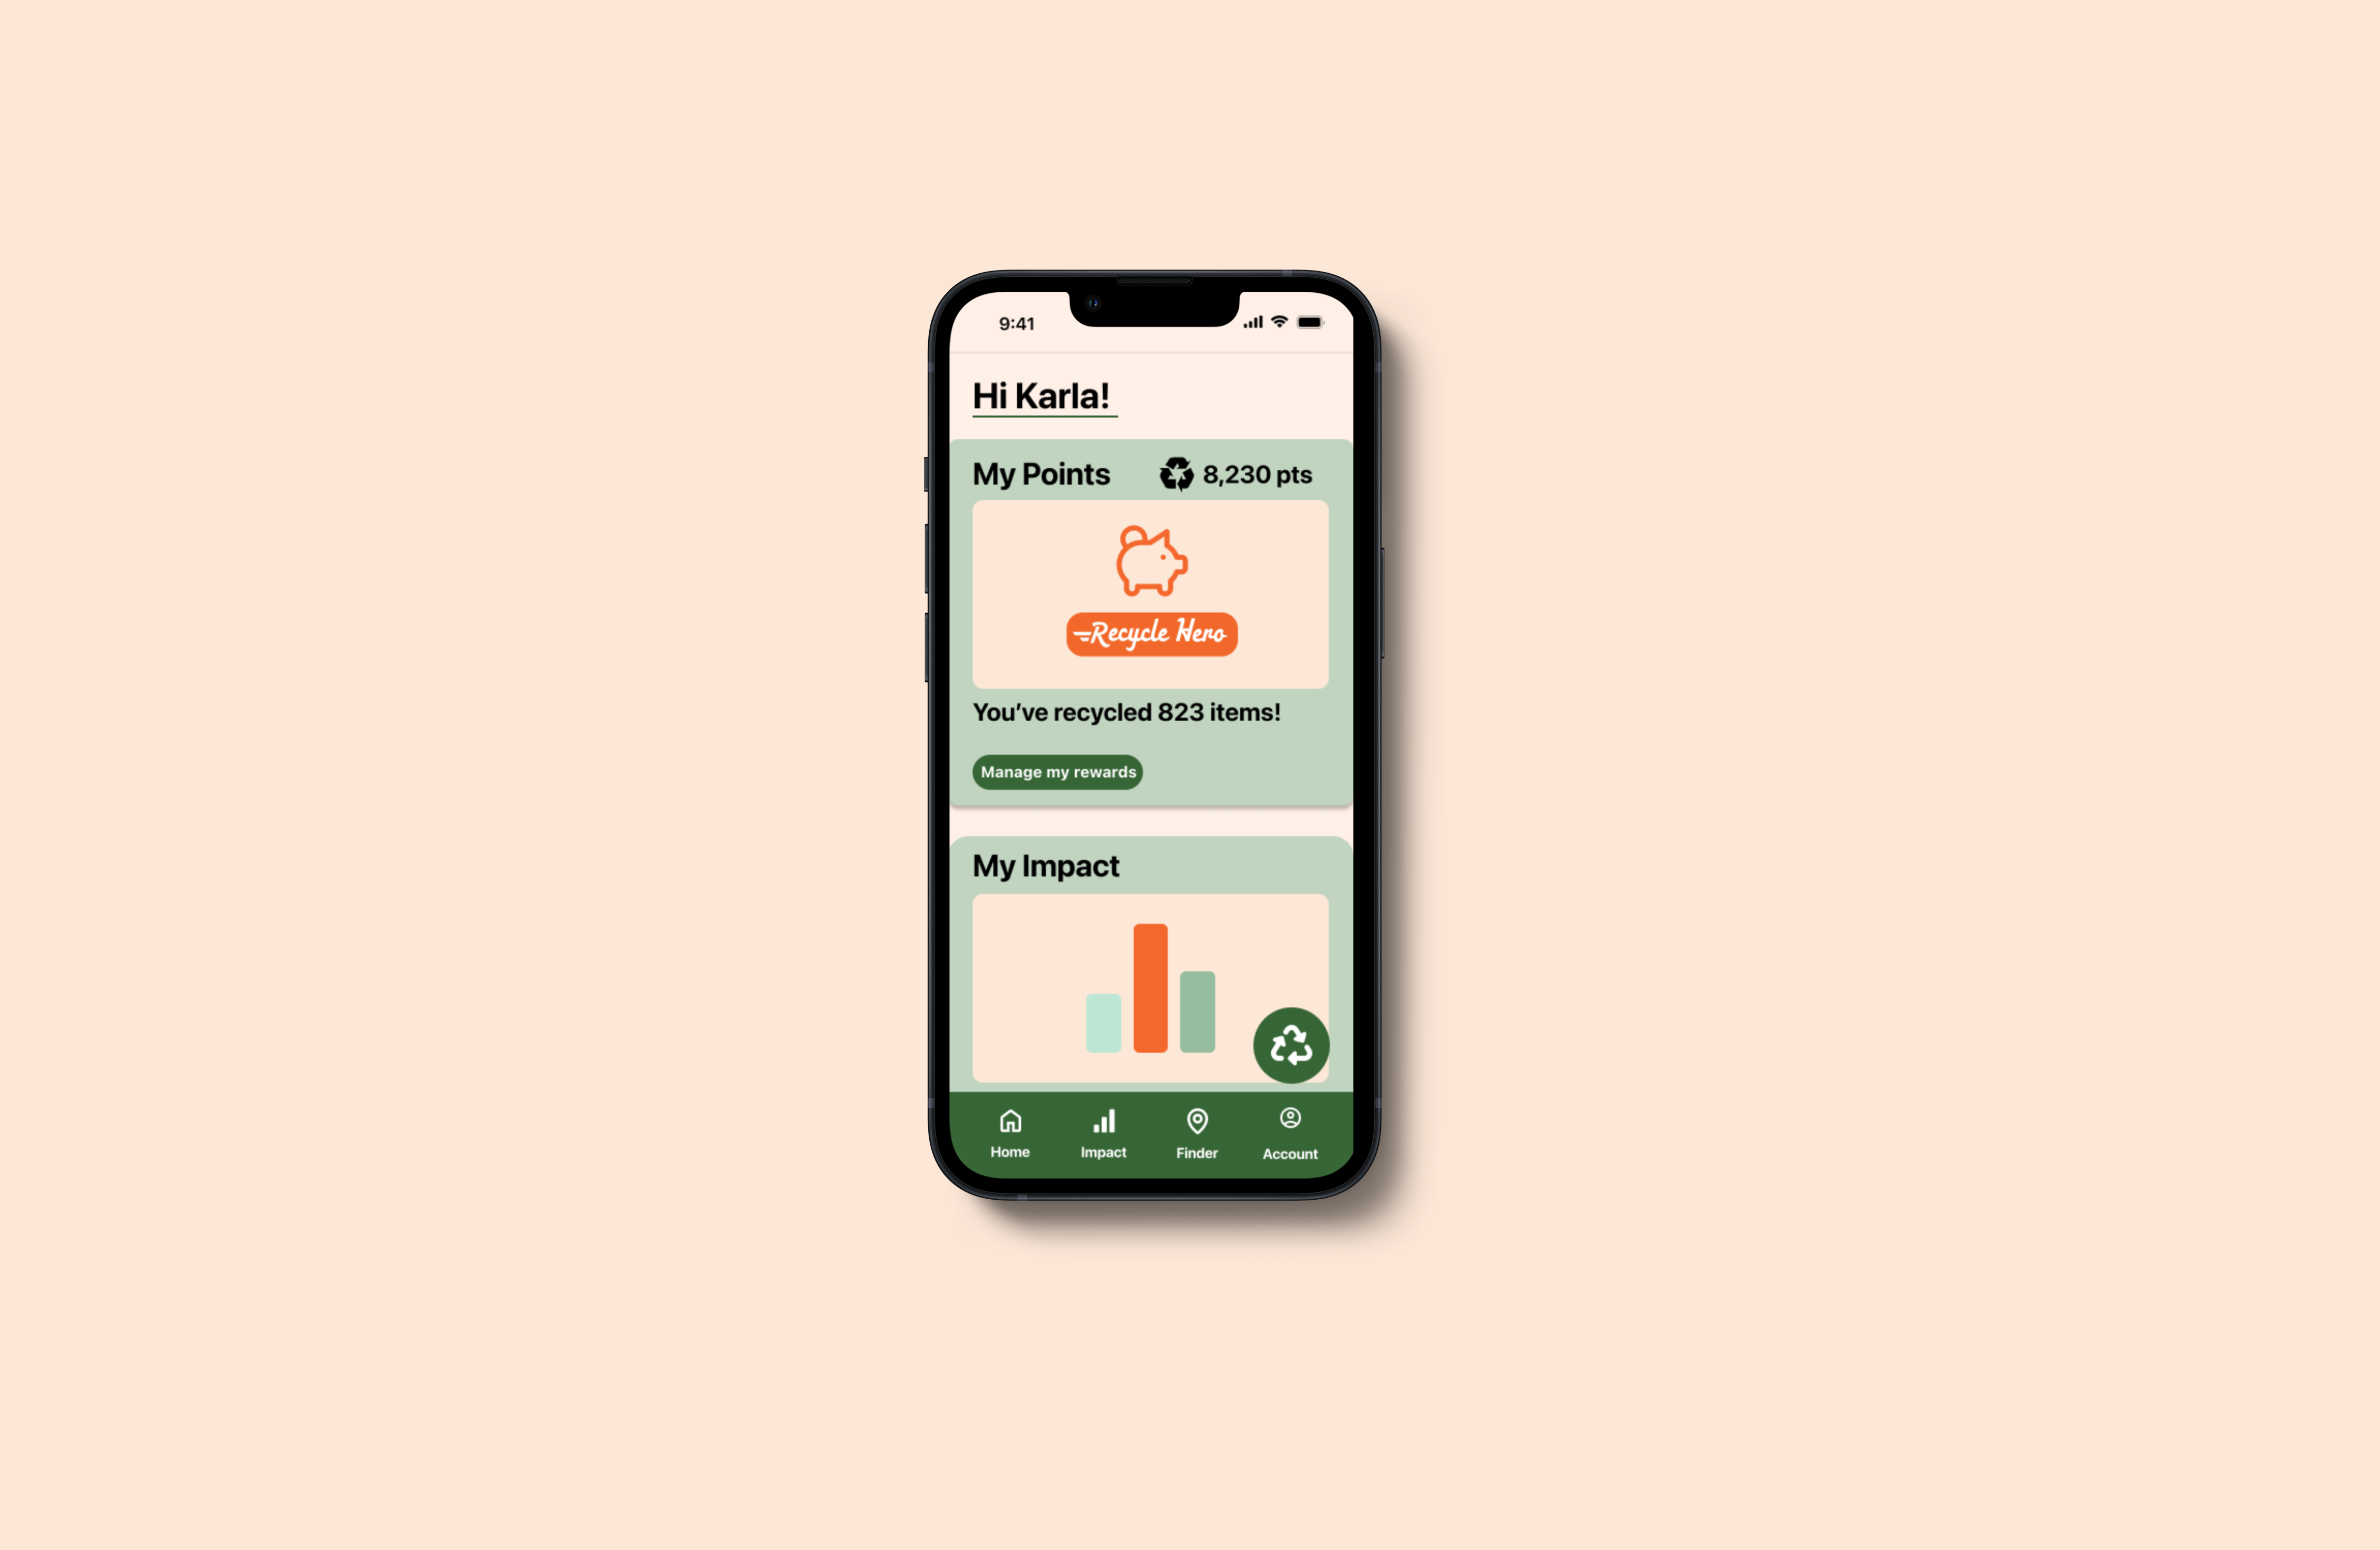 9:41
Hi Karla!
My Points 8,230 pts
Recycle Hero
You’ve recycled 823 items!
Manage my rewards
My Impact
Home Impact Finder Account